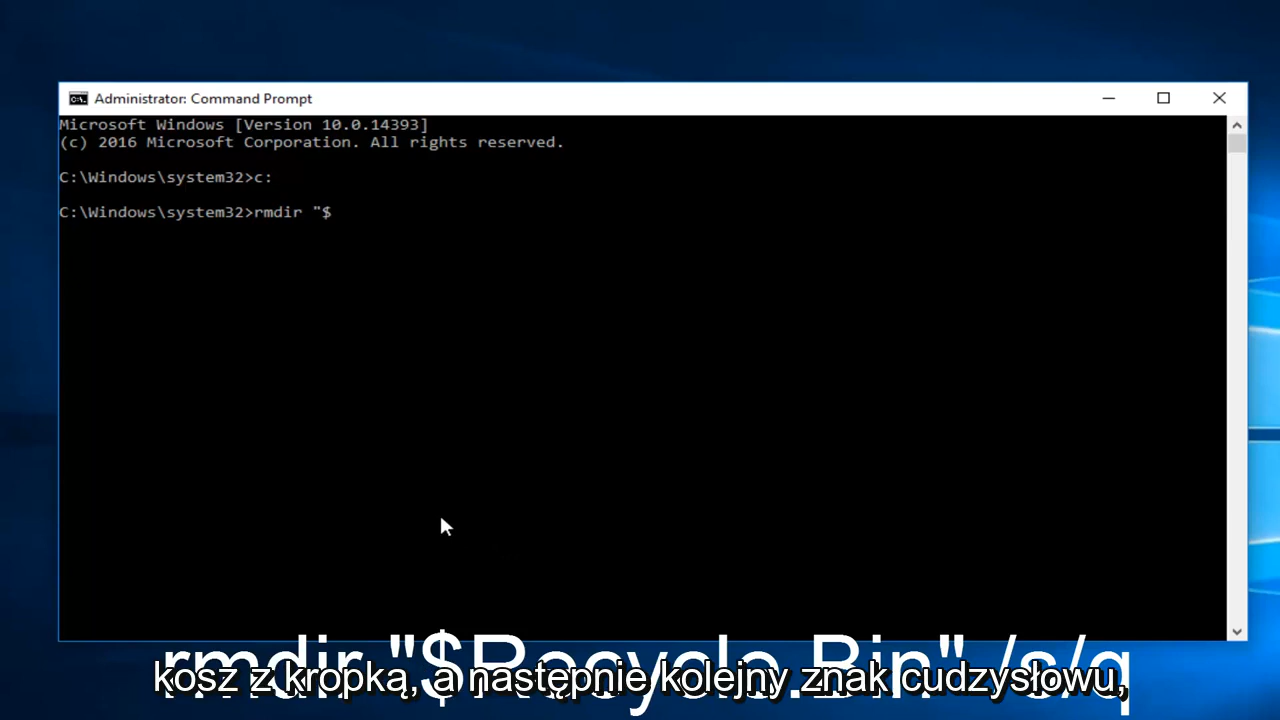 Administrator: Command Prompt
Microsoft Windows [Version 10.0.14393]
(c) 2016 Microsoft Corporation. All rights reserved.
C:\Windows\system32>c:
C:\Windows\system32>rmdir "$
rmdir "$Recycle.Bin" /s/q
kosz z kropką, a następnie kolejny znak cudzysłowu,